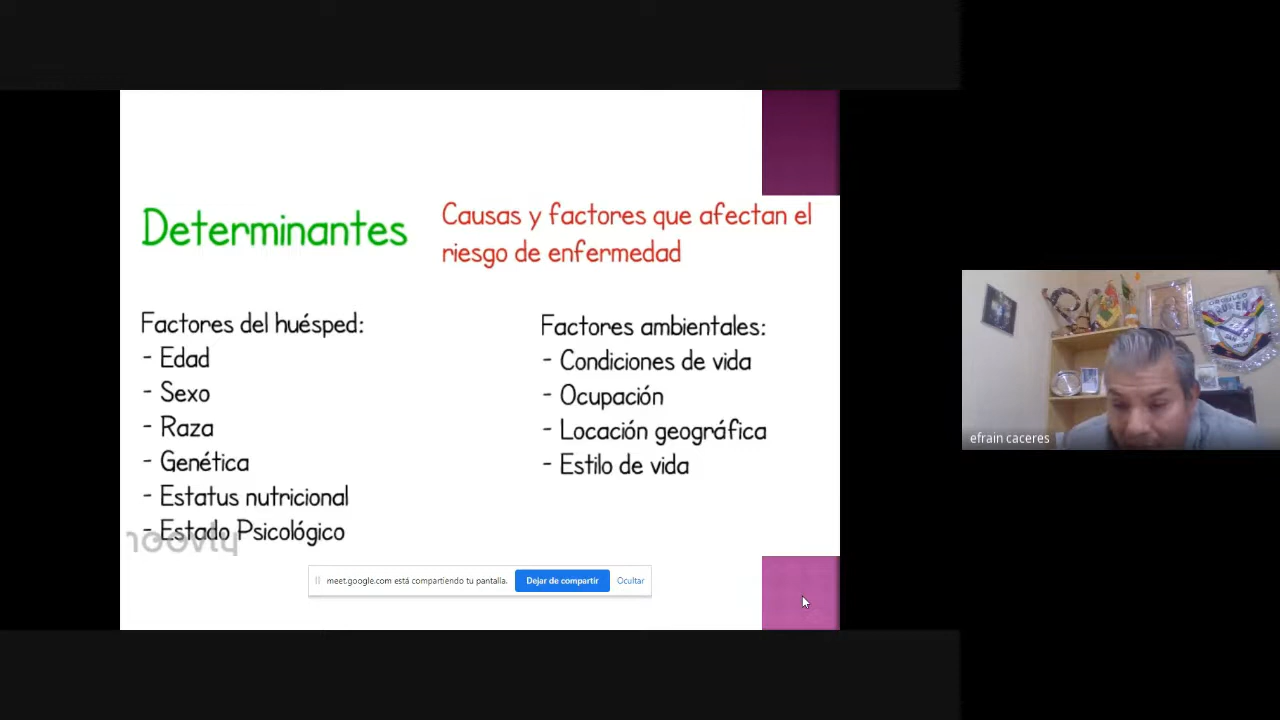 Determinantes
Causas y factores que afectan el
riesgo de enfermedad
Factores del huésped:
- Edad
- Sexo
- Raza
- Genética
- Estatus nutricional
- Estado Psicológico
Factores ambientales:
- Condiciones de vida
- Ocupación
- Locación geográfica
- Estilo de vida
meet.google.com está compartiendo tu pantalla.
Dejar de compartir
Ocultar
efrain caceres
ORGULLO